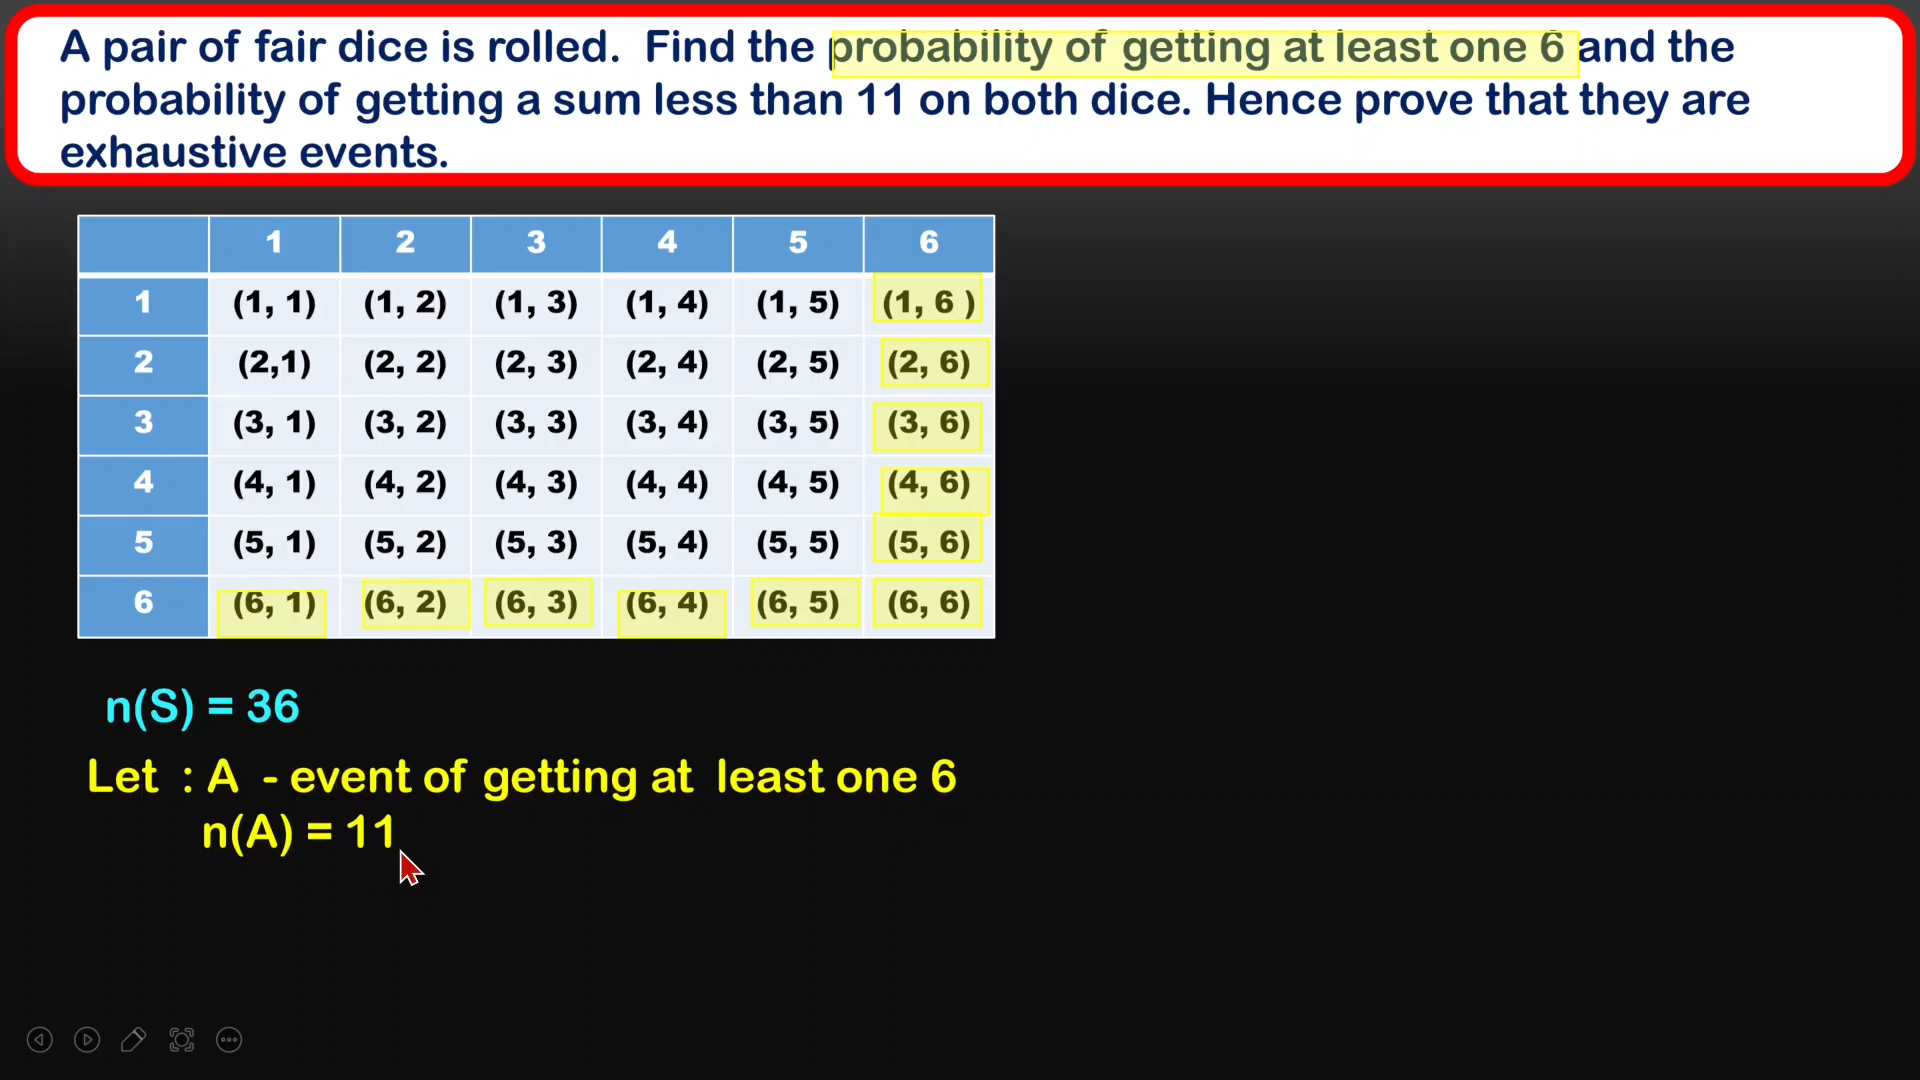 A pair of fair dice is rolled. Find the probability of getting at least one 6 and the
probability of getting a sum less than 11 on both dice. Hence prove that they are
exhaustive events.
1 2 3 4 5 6
1 (1, 1) (1, 2) (1, 3) (1, 4) (1, 5) (1, 6 )
2 (2,1) (2, 2) (2, 3) (2, 4) (2, 5) (2, 6)
3 (3, 1) (3, 2) (3, 3) (3, 4) (3, 5) (3, 6)
4 (4, 1) (4, 2) (4, 3) (4, 4) (4, 5) (4, 6)
5 (5, 1) (5, 2) (5, 3) (5, 4) (5, 5) (5, 6)
6 (6, 1) (6, 2) (6, 3) (6, 4) (6, 5) (6, 6)
n(S) = 36
Let : A - event of getting at least one 6
n(A) = 11